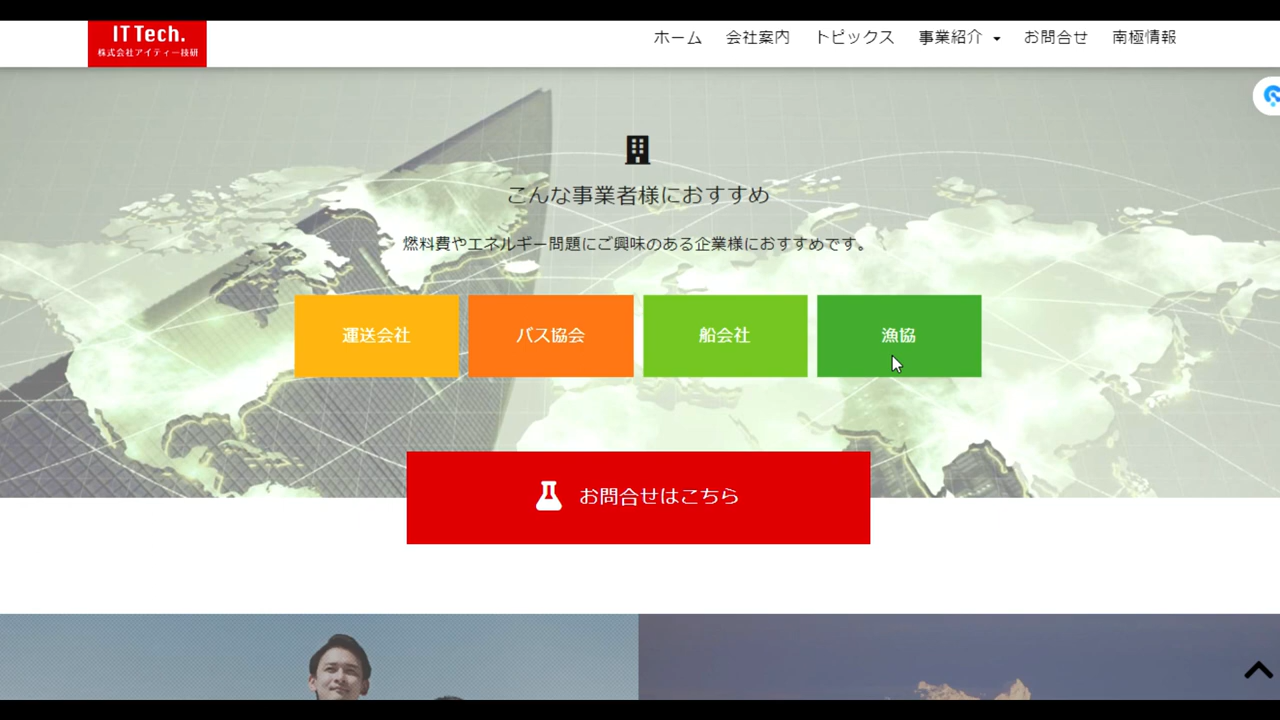 IT Tech.
株式会社アイティー技研
ホーム 会社案内 トピックス 事業紹介 お問合せ 南極情報
こんな事業者様におすすめ
燃料費やエネルギー問題にご興味のある企業様におすすめです。
運送会社 バス協会 船会社 漁協
お問合せはこちら